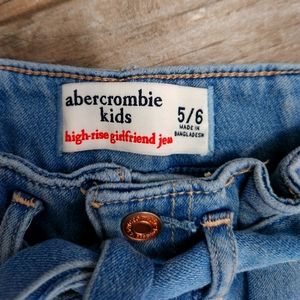 abercrombie
kids
high-rise girlfriend jea
5/6
MADE IN
BANGLADESH